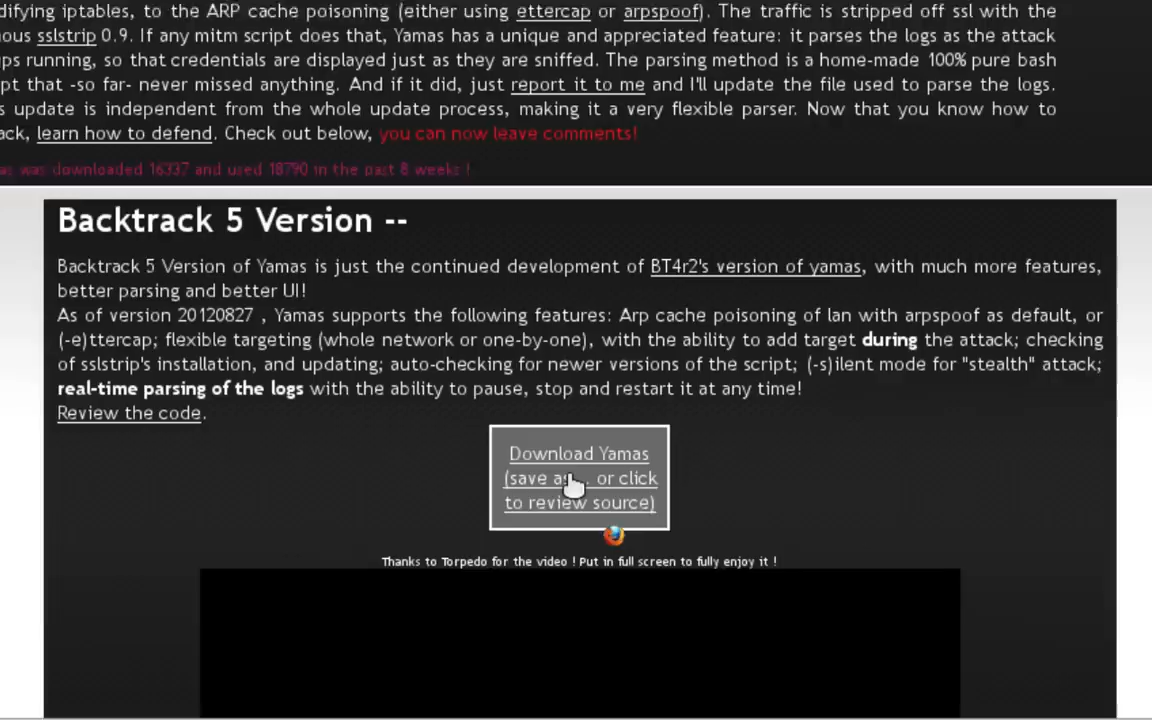 difying iptables, to the ARP cache poisoning (either using ettercap or arpspoof). The traffic is stripped off ssl with the
ous sslstrip 0.9. If any mitm script does that, Yamas has a unique and appreciated feature: it parses the logs as the attack
ps running, so that credentials are displayed just as they are sniffed. The parsing method is a home-made 100% pure bash
pt that -so far- never missed anything. And if it did, just report it to me and I'll update the file used to parse the logs.
s update is independent from the whole update process, making it a very flexible parser. Now that you know how to
ack, learn how to defend. Check out below, you can now leave comments!
as was downloaded 16337 and used 18790 in the past 8 weeks !
Backtrack 5 Version --
Backtrack 5 Version of Yamas is just the continued development of BT4r2's version of yamas, with much more features,
better parsing and better UI!
As of version 20120827 , Yamas supports the following features: Arp cache poisoning of lan with arpspoof as default, or
(-e)ttercap; flexible targeting (whole network or one-by-one), with the ability to add target during the attack; checking
of sslstrip's installation, and updating; auto-checking for newer versions of the script; (-s)ilent mode for "stealth" attack;
real-time parsing of the logs with the ability to pause, stop and restart it at any time!
Review the code.
Download Yamas
(save as... or click
to review source)
Thanks to Torpedo for the video ! Put in full screen to fully enjoy it !